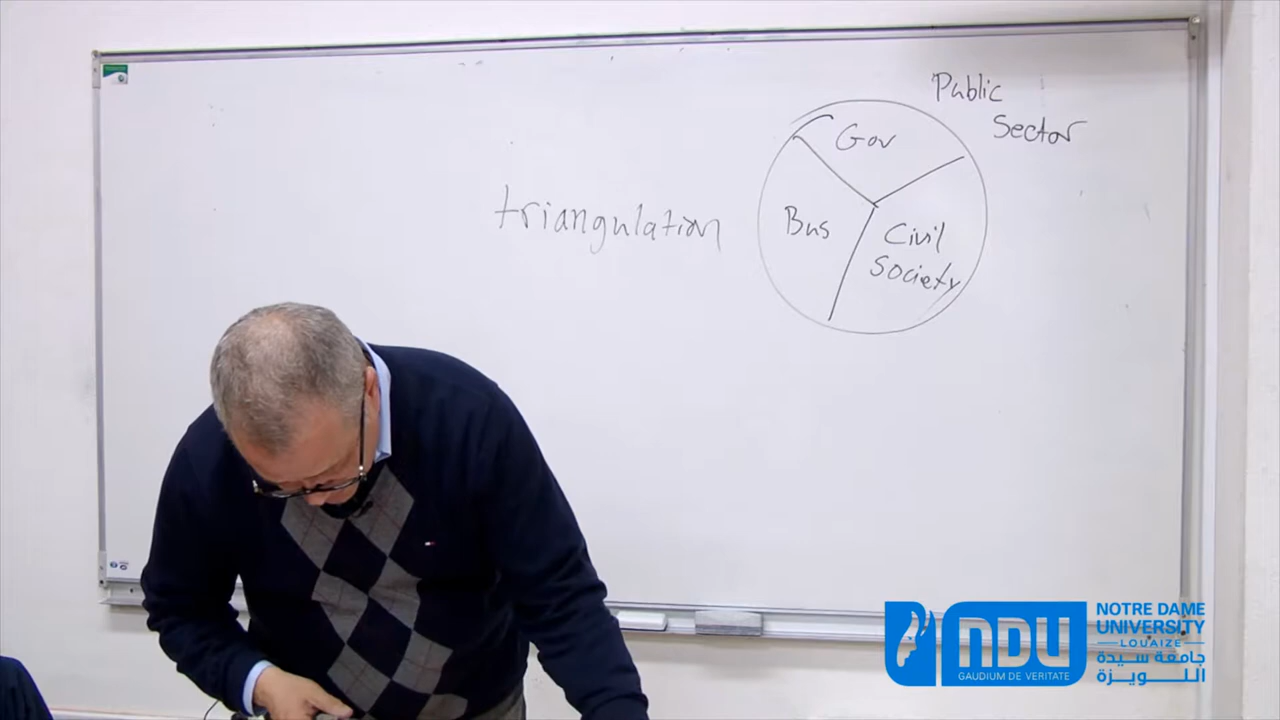 Public
Sector
Gov
triangulation
Bus
Civil
Society
NDU
GAUDIUM DE VERITATE
NOTRE DAME
UNIVERSITY
LOUAIZE
جامعة سيدة
اللويزة